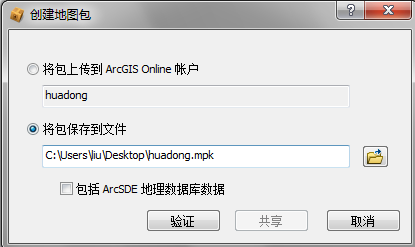 创建地图包
将包上传到 ArcGIS Online 帐户
huadong
将包保存到文件
C:\Users\liu\Desktop\huadong.mpk
包括 ArcSDE 地理数据库数据
验证 共享 取消